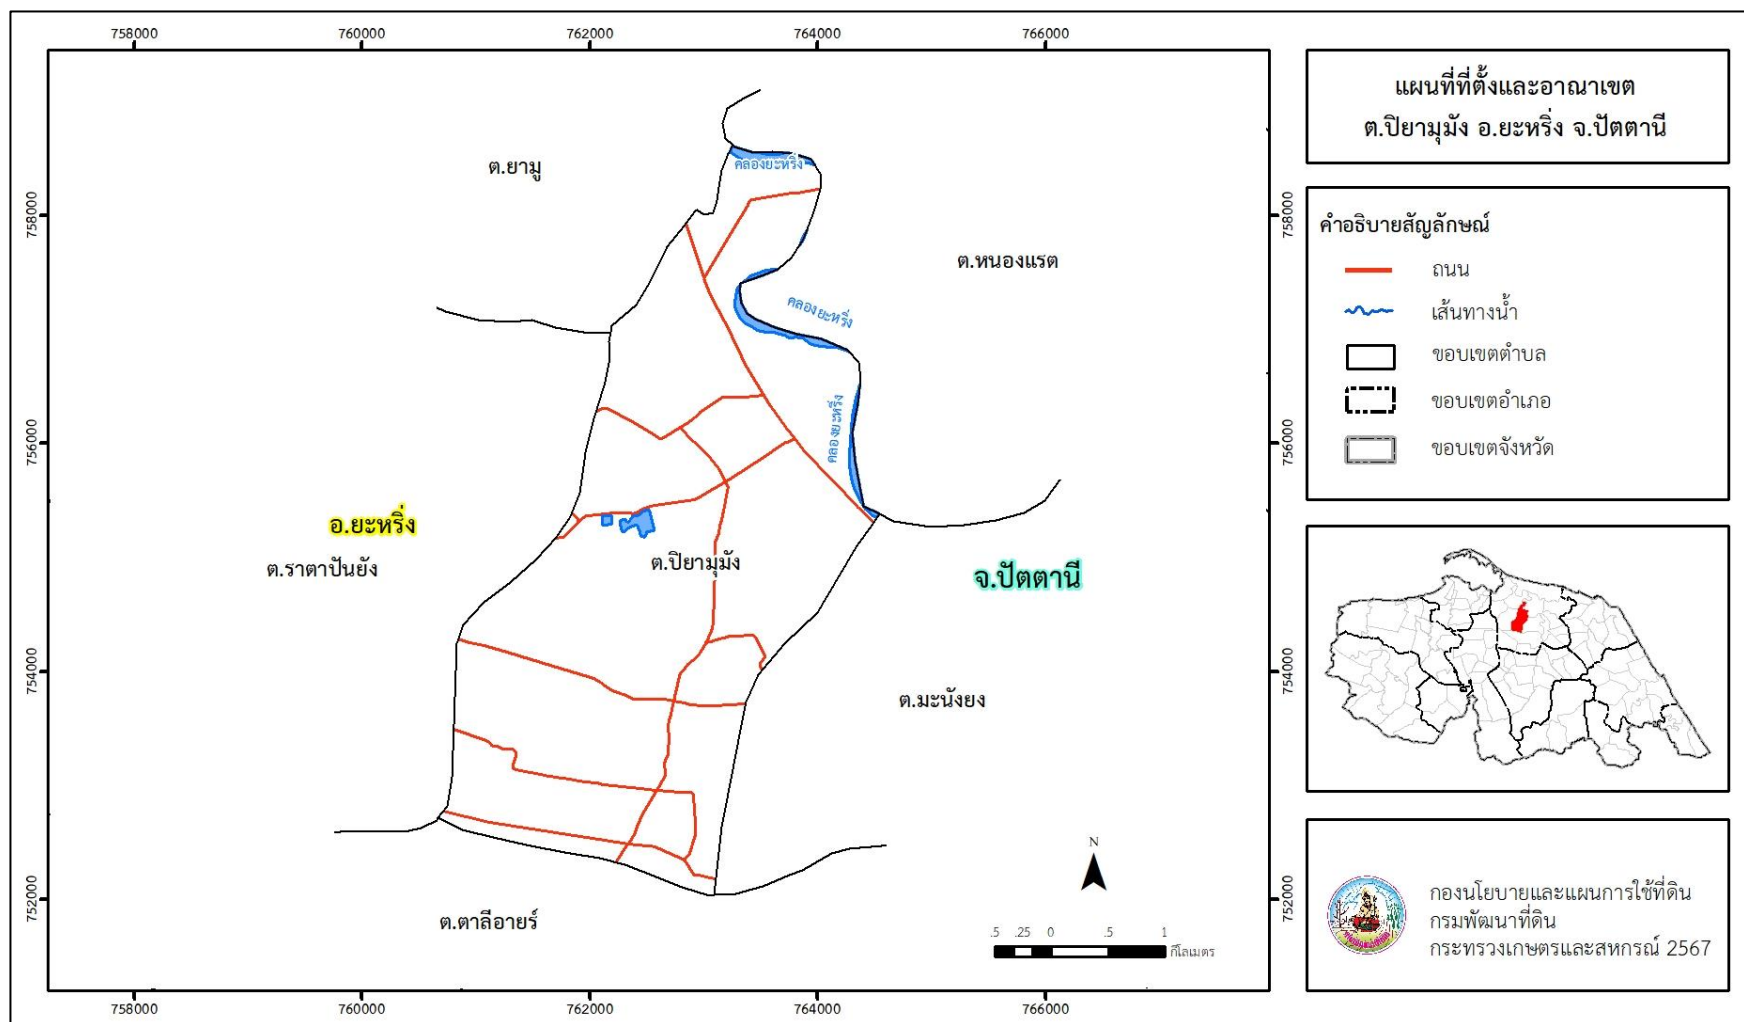 758000
760000
762000
764000
766000
แผนที่ที่ตั้งและอาณาเขต
ต.ปิยามุมัง อ.ยะหริ่ง จ.ปัตตานี
คลองยะหริ่ง
ต.ยามู
758000
758000
คำอธิบายสัญลักษณ์
ต.หนองแรต
ถนน
คลองยะหริ่ง
เส้นทางน้ำ
ขอบเขตตำบล
ขอบเขตอำเภอ
คลองยะหริ่ง
756000
756000
ขอบเขตจังหวัด
อ.ยะหริ่ง
ต.ราตาปันยัง
ต.ปิยามุมัง
จ.ปัตตานี
754000
754000
ต.มะนังยง
N
752000
752000
ต.ตาลีอายร์
.5 .25 0 .5 1
กิโลเมตร
กองนโยบายและแผนการใช้ที่ดิน
กรมพัฒนาที่ดิน
กระทรวงเกษตรและสหกรณ์ 2567
758000
760000
762000
764000
766000